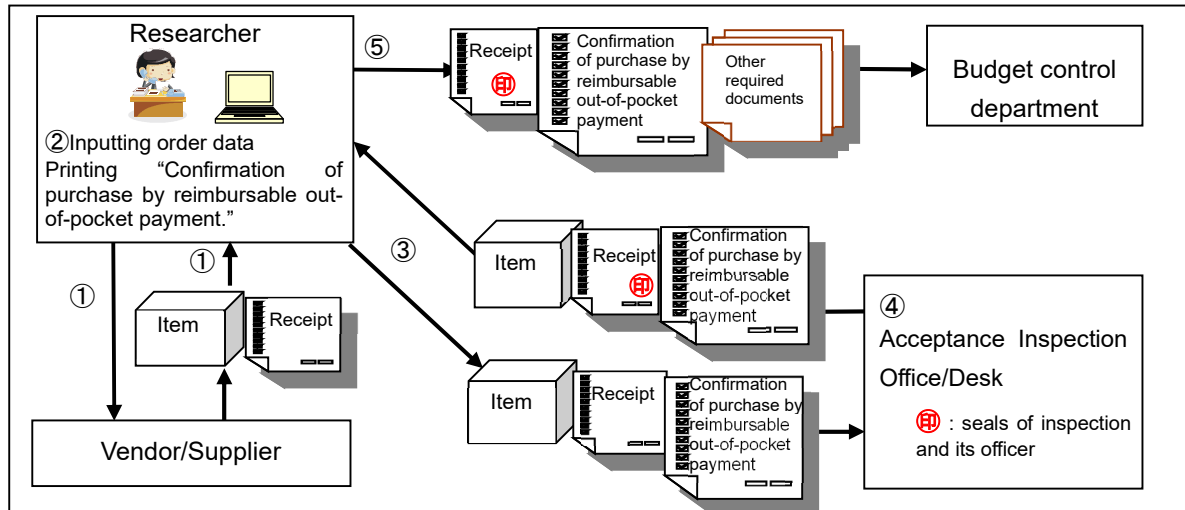 Researcher
②Inputting order data
Printing “Confirmation of
purchase by reimbursable out-
of-pocket payment.”
⑤
Receipt
印
Confirmation
of purchase by
reimbursable
out-of-pocket
payment
Other
required
documents
Budget control
department
①
①
Item
Receipt
Vendor/Supplier
③
Item
Receipt
印
Confirmation
of purchase by
reimbursable
out-of-pocket
payment
Item
Receipt
Confirmation
of purchase by
reimbursable
out-of-pocket
payment
④
Acceptance Inspection
Office/Desk
印 : seals of inspection
and its officer